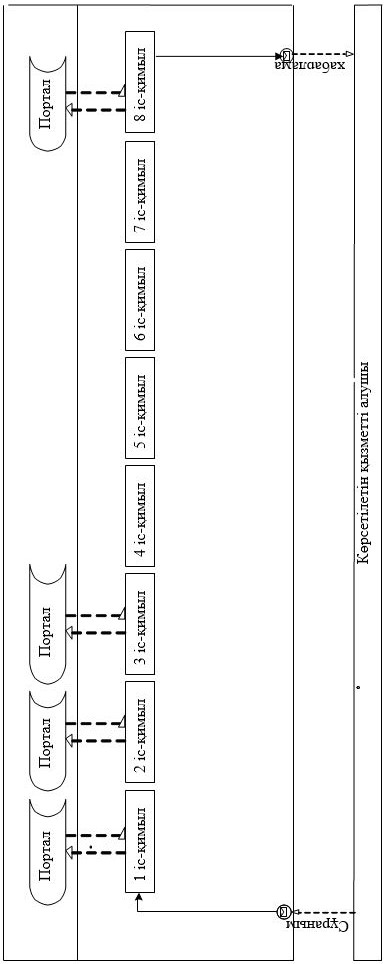 Портал
Портал
Портал
Портал
1 іс-қимыл
2 іс-қимыл
3 іс-қимыл
4 іс-қимыл
5 іс-қимыл
6 іс-қимыл
7 іс-қимыл
8 іс-қимыл
Сұраным
хабарлама
Көрсетілетін қызметті алушы